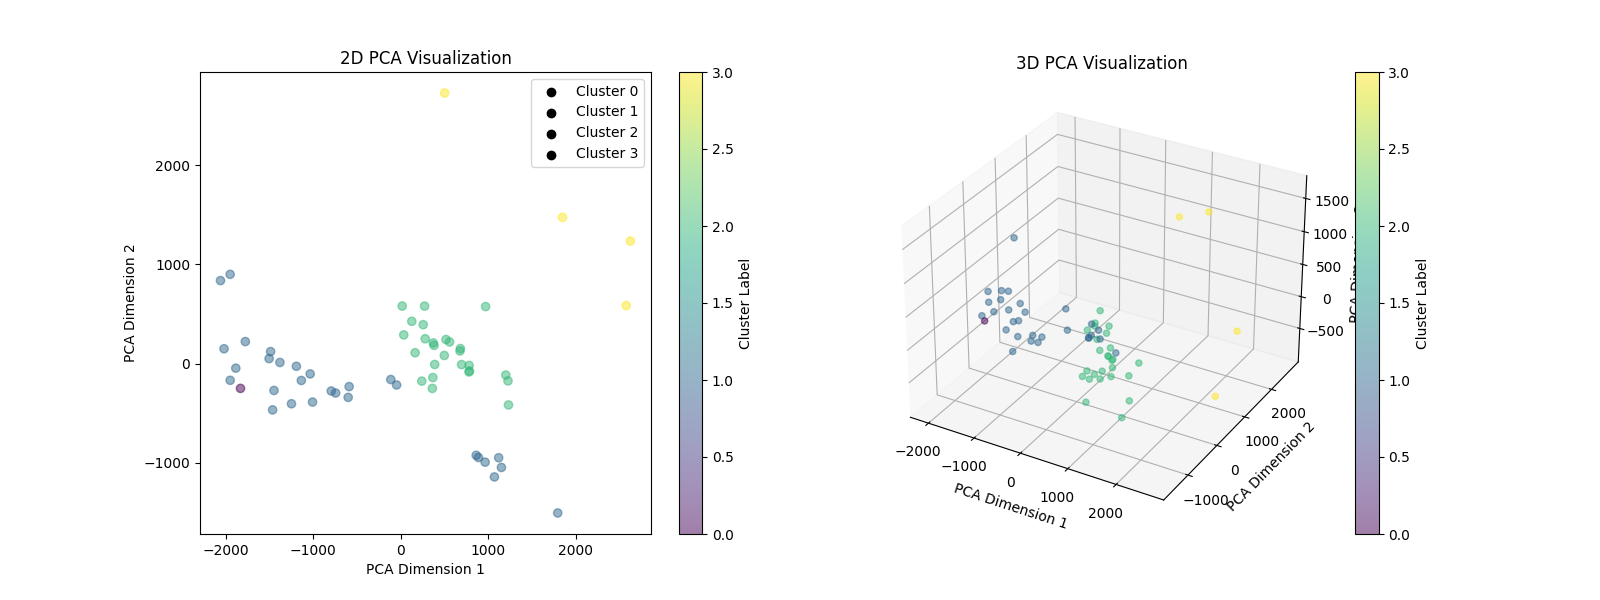 2D PCA Visualization
Cluster 0
Cluster 1
Cluster 2
Cluster 3
2000
1000
0
−1000
PCA Dimension 2
−2000
−1000
0
1000
2000
PCA Dimension 1
3.0
2.5
2.0
1.5
1.0
0.5
0.0
Cluster Label
3D PCA Visualization
1500
1000
500
0
−500
PCA
−2000
−1000
0
1000
2000
PCA Dimension 1
2000
1000
0
−1000
PCA Dimension 2
3.0
2.5
2.0
1.5
1.0
0.5
0.0
Cluster Label